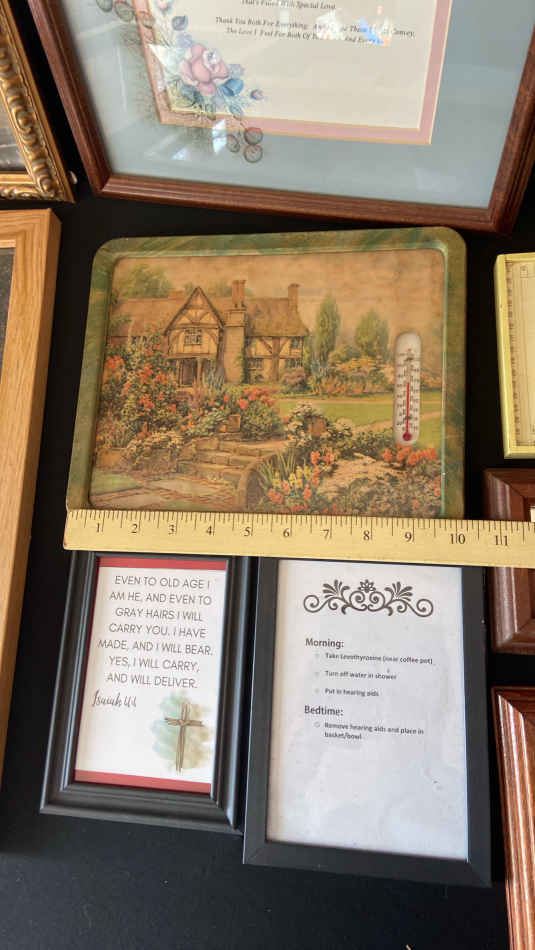 That's Filled With Special Love.
Thank You Both For Everything,
These Convey,
The Love I Feel For Both Of And
1 2 3 4 5 6 7 8 9 10 11
EVEN TO OLD AGE I
AM HE, AND EVEN TO
GRAY HAIRS I WILL
CARRY YOU. I HAVE
MADE, AND I WILL BEAR.
YES, I WILL CARRY,
AND WILL DELIVER.
Isaiah
Morning:
Take Levothyroxine (near coffee pot)
Turn off water in shower
Put in hearing aids
Bedtime:
Remove hearing aids and place in
basket/bowl